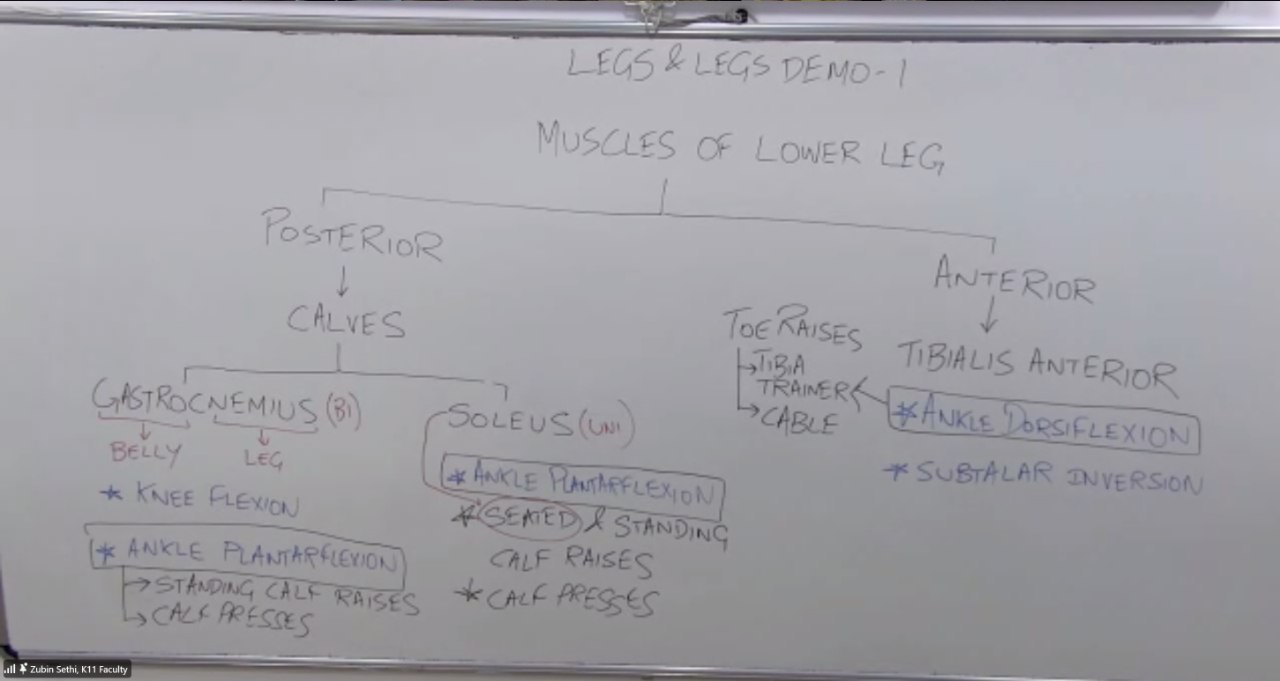 LEGS & LEGS DEMO-1
MUSCLES OF LOWER LEG
POSTERIOR
CALVES
GASTROCNEMIUS (BI)
BELLY LEG
* KNEE FLEXION
* ANKLE PLANTARFLEXION
→ STANDING CALF RAISES
→ CALF PRESSES
SOLEUS (UNI)
* ANKLE PLANTARFLEXION
* SEATED & STANDING
CALF RAISES
* CALF PRESSES
ANTERIOR
TIBIALIS ANTERIOR
* ANKLE DORSIFLEXION
* SUBTALAR INVERSION
TOE RAISES
→ TIBIA
TRAINER
→ CABLE
Zubin Sethi, K11 Faculty